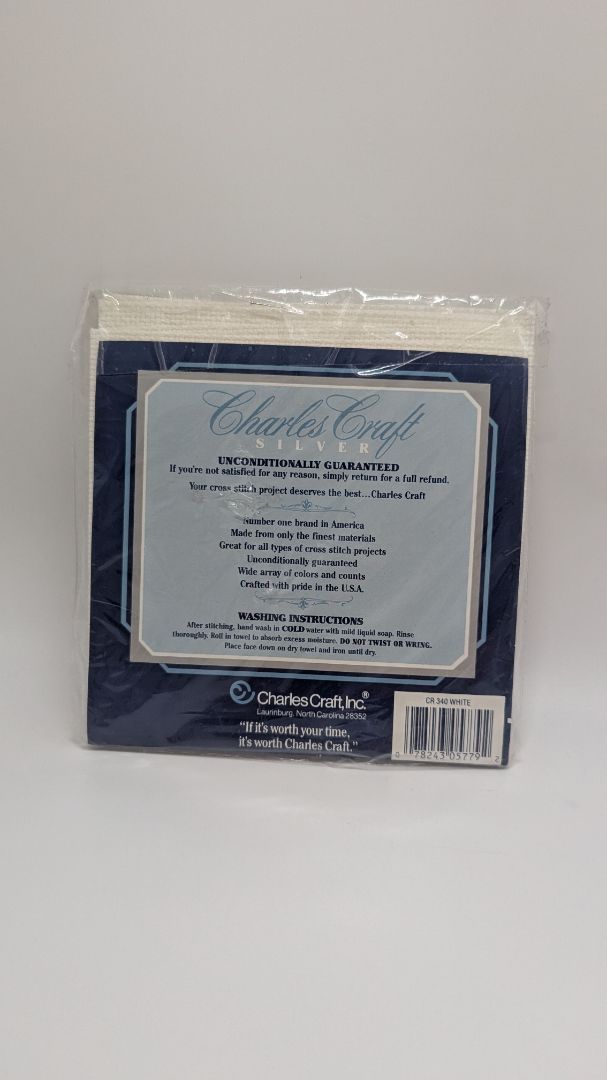 Charles Craft
SILVER
UNCONDITIONALLY GUARANTEED
If you're not satisfied for any reason, simply return for a full refund.
Your cross stitch project deserves the best...Charles Craft
Number one brand in America
Made from only the finest materials
Great for all types of cross stitch projects
Unconditionally guaranteed
Wide array of colors and counts
Crafted with pride in the U.S.A.
WASHING INSTRUCTIONS
After stitching, hand wash in COLD water with mild liquid soap. Rinse
thoroughly. Roll in towel to absorb excess moisture. DO NOT TWIST OR WRING.
Place face down on dry towel and iron until dry.
Charles Craft, Inc.®
Laurinburg, North Carolina 28352
"If it's worth your time,
it's worth Charles Craft."
CR 340 WHITE
0 78243 05779 2